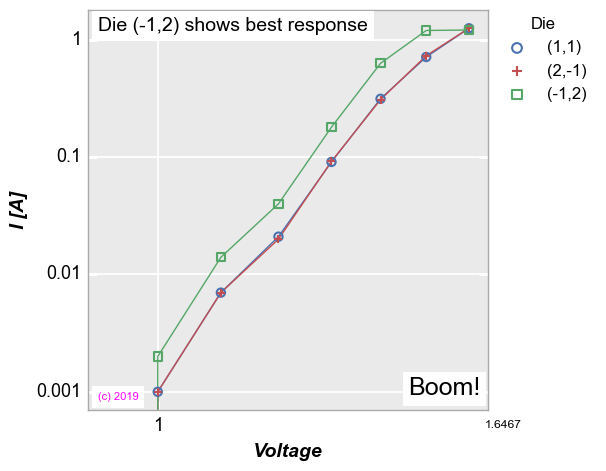 Die (-1,2) shows best response
Die
(1,1)
(2,-1)
(-1,2)
1
0.1
0.01
0.001
I [A]
(c) 2019
Boom!
1
1.6467
Voltage